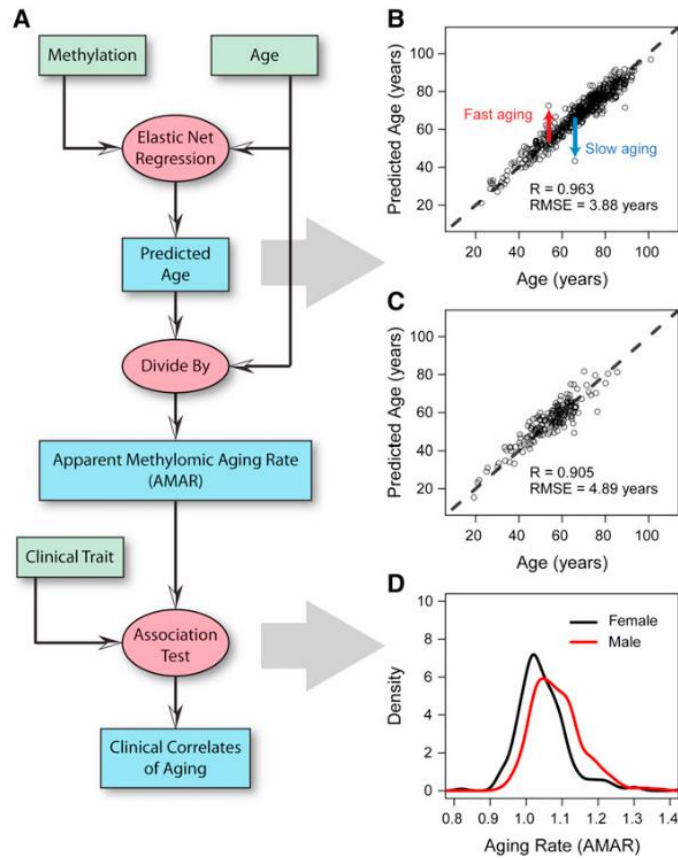 A
Methylation
Age
Elastic Net
Regression
Predicted
Age
Divide By
Apparent Methylomic Aging Rate
(AMAR)
Clinical Trait
Association
Test
Clinical Correlates
of Aging
B
Predicted Age (years)
100
80
60
40
20
Fast aging
Slow aging
R = 0.963
RMSE = 3.88 years
20 40 60 80 100
Age (years)
C
Predicted Age (years)
100
80
60
40
20
R = 0.905
RMSE = 4.89 years
20 40 60 80 100
Age (years)
D
Density
10
8
6
4
2
0
Female
Male
0.8 0.9 1.0 1.1 1.2 1.3 1.4
Aging Rate (AMAR)